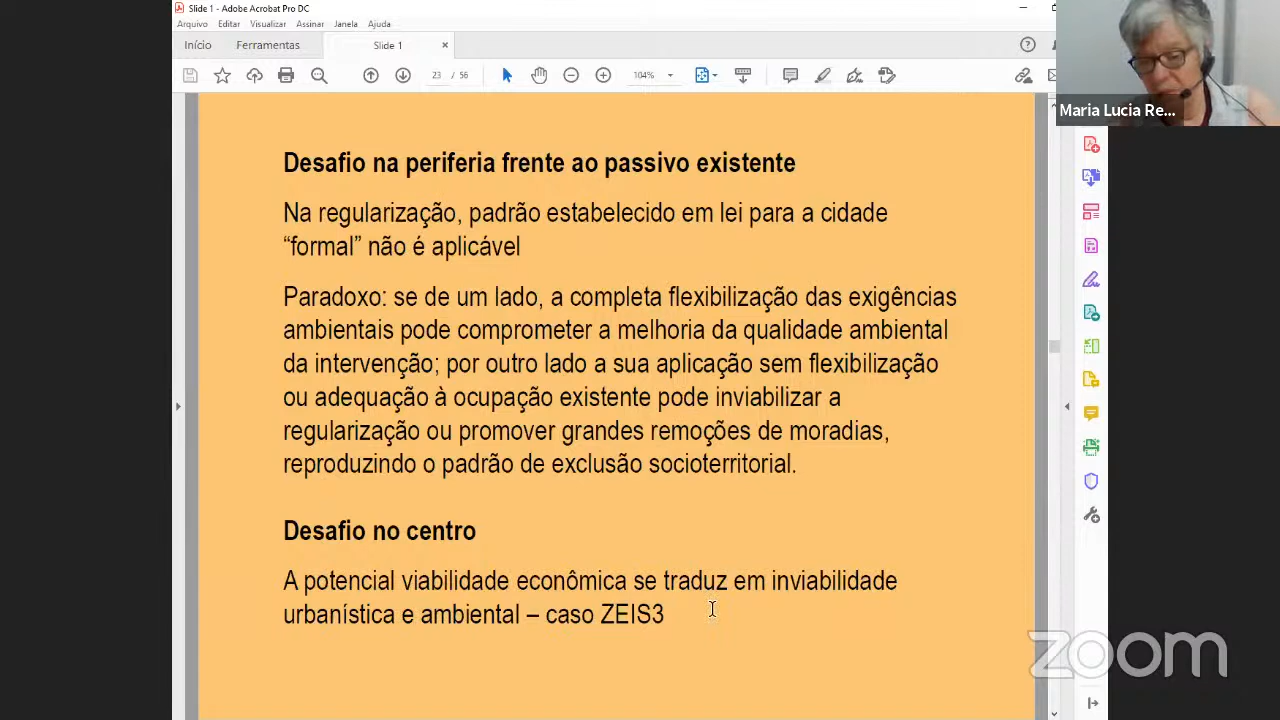 Slide 1 - Adobe Acrobat Pro DC
Arquivo Editar Visualizar Assinar Janela Ajuda
Início Ferramentas Slide 1
23 / 56 104%
Maria Lucia Re...
Desafio na periferia frente ao passivo existente
Na regularização, padrão estabelecido em lei para a cidade
“formal” não é aplicável
Paradoxo: se de um lado, a completa flexibilização das exigências
ambientais pode comprometer a melhoria da qualidade ambiental
da intervenção; por outro lado a sua aplicação sem flexibilização
ou adequação à ocupação existente pode inviabilizar a
regularização ou promover grandes remoções de moradias,
reproduzindo o padrão de exclusão socioterritorial.
Desafio no centro
A potencial viabilidade econômica se traduz em inviabilidade
urbanística e ambiental – caso ZEIS3
zoom